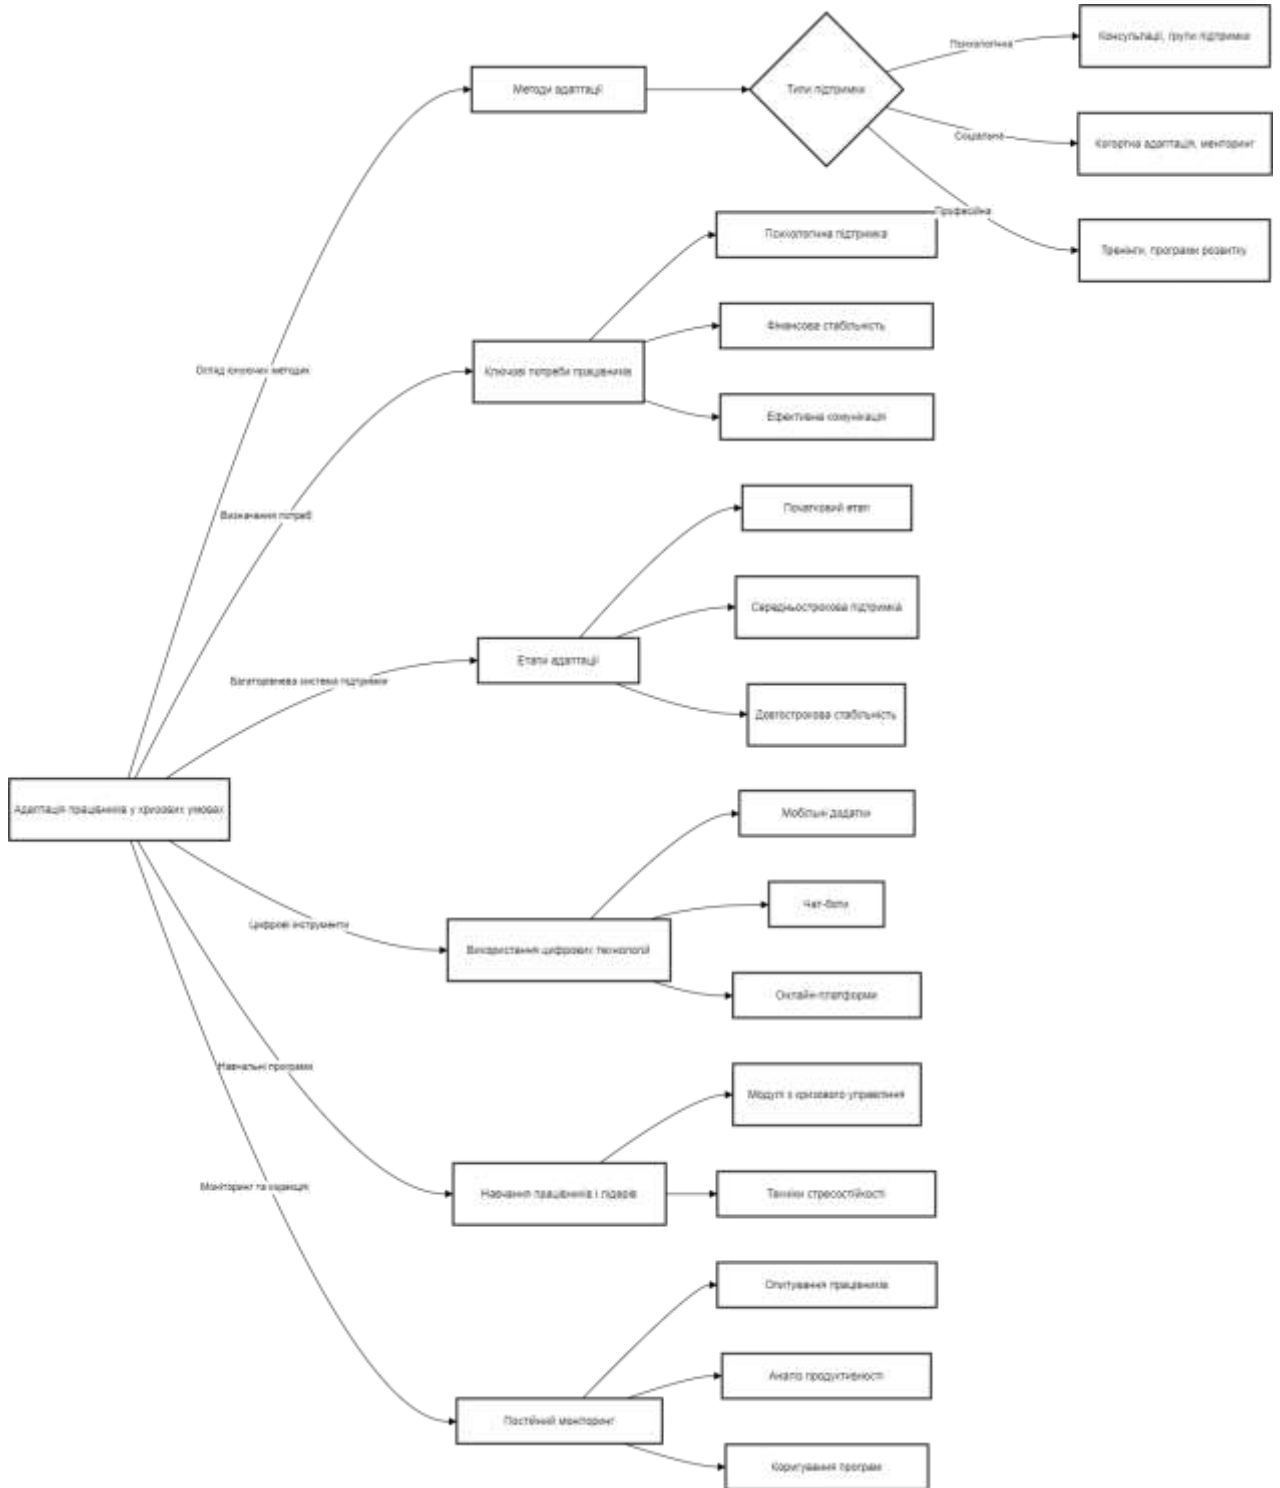 Адаптація працівників у кризових умовах
Огляд існуючих методик
Методи адаптації
Типи підтримки
Психологічна
Консультації, групи підтримки
Соціальна
Когортна адаптація, менторинг
Професійна
Тренінги, програми розвитку
Визначення потреб
Ключові потреби працівників
Психологічна підтримка
Фінансова стабільність
Ефективна комунікація
Багаторівнева система підтримки
Етапи адаптації
Початковий етап
Середньострокова підтримка
Довгострокова стабільність
Цифрові інструменти
Використання цифрових технологій
Мобільні додатки
Чат-боти
Онлайн-платформи
Навчальні програми
Навчання працівників і лідерів
Модулі з кризового управління
Техніки стресостійкості
Моніторинг та корекція
Постійний моніторинг
Опитування працівників
Аналіз продуктивності
Коригування програм